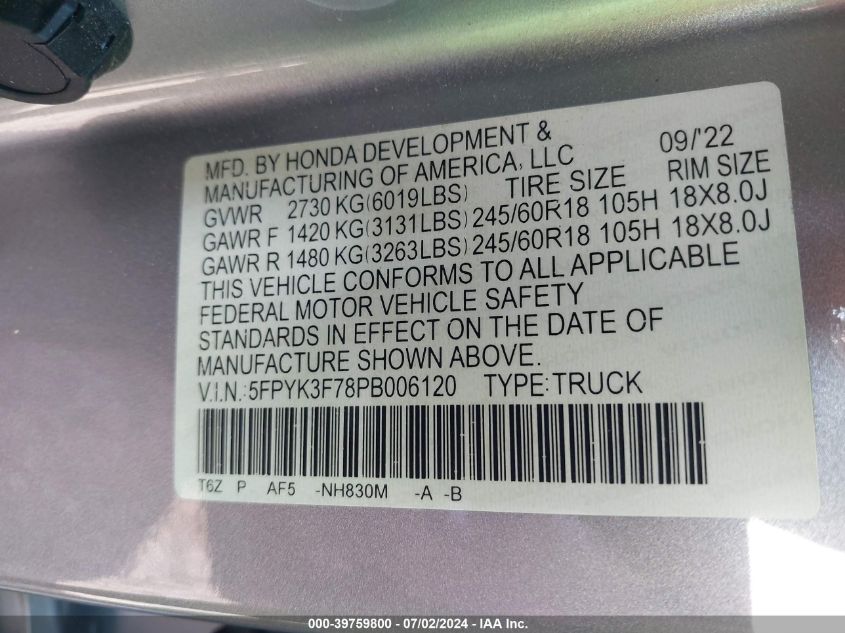 MFD. BY HONDA DEVELOPMENT & 09/'22
MANUFACTURING OF AMERICA, LLC
GVWR 2730 KG(6019LBS) TIRE SIZE RIM SIZE
GAWR F 1420 KG(3131LBS) 245/60R18 105H 18X8.0J
GAWR R 1480 KG(3263LBS) 245/60R18 105H 18X8.0J
THIS VEHICLE CONFORMS TO ALL APPLICABLE
FEDERAL MOTOR VEHICLE SAFETY
STANDARDS IN EFFECT ON THE DATE OF
MANUFACTURE SHOWN ABOVE.
V.I.N.:5FPYK3F78PB006120 TYPE:TRUCK
T6Z P AF5 -NH830M -A -B
000-39759800 - 07/02/2024 - IAA Inc.